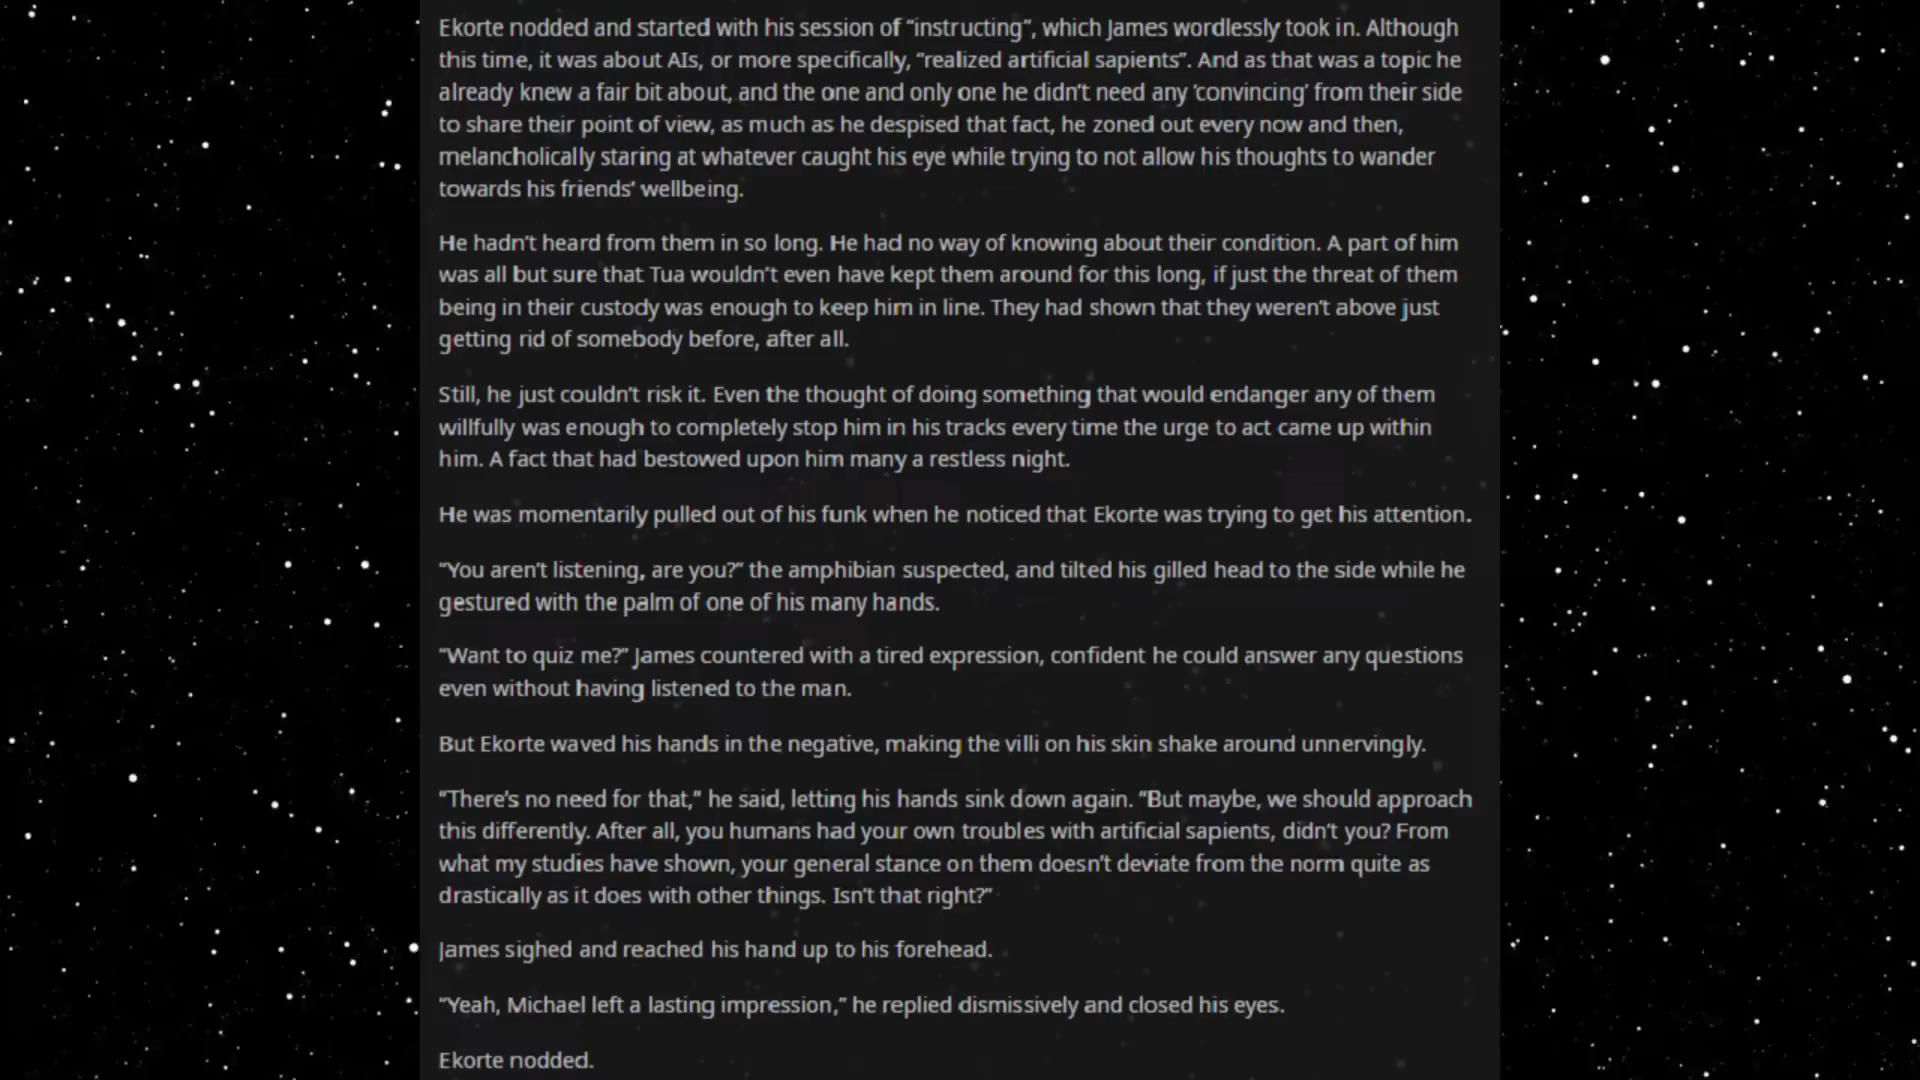 Ekorte nodded and started with his session of “instructing”, which James wordlessly took in. Although
this time, it was about AIs, or more specifically, “realized artificial sapients”. And as that was a topic he
already knew a fair bit about, and the one and only one he didn’t need any ‘convincing’ from their side
to share their point of view, as much as he despised that fact, he zoned out every now and then,
melancholically staring at whatever caught his eye while trying to not allow his thoughts to wander
towards his friends’ wellbeing.
He hadn’t heard from them in so long. He had no way of knowing about their condition. A part of him
was all but sure that Tua wouldn’t even have kept them around for this long, if just the threat of them
being in their custody was enough to keep him in line. They had shown that they weren’t above just
getting rid of somebody before, after all.
Still, he just couldn’t risk it. Even the thought of doing something that would endanger any of them
willfully was enough to completely stop him in his tracks every time the urge to act came up within
him. A fact that had bestowed upon him many a restless night.
He was momentarily pulled out of his funk when he noticed that Ekorte was trying to get his attention.
“You aren’t listening, are you?” the amphibian suspected, and tilted his gilled head to the side while he
gestured with the palm of one of his many hands.
“Want to quiz me?” James countered with a tired expression, confident he could answer any questions
even without having listened to the man.
But Ekorte waved his hands in the negative, making the villi on his skin shake around unnervingly.
“There’s no need for that,” he said, letting his hands sink down again. “But maybe, we should approach
this differently. After all, you humans had your own troubles with artificial sapients, didn’t you? From
what my studies have shown, your general stance on them doesn’t deviate from the norm quite as
drastically as it does with other things. Isn’t that right?”
James sighed and reached his hand up to his forehead.
“Yeah, Michael left a lasting impression,” he replied dismissively and closed his eyes.
Ekorte nodded.